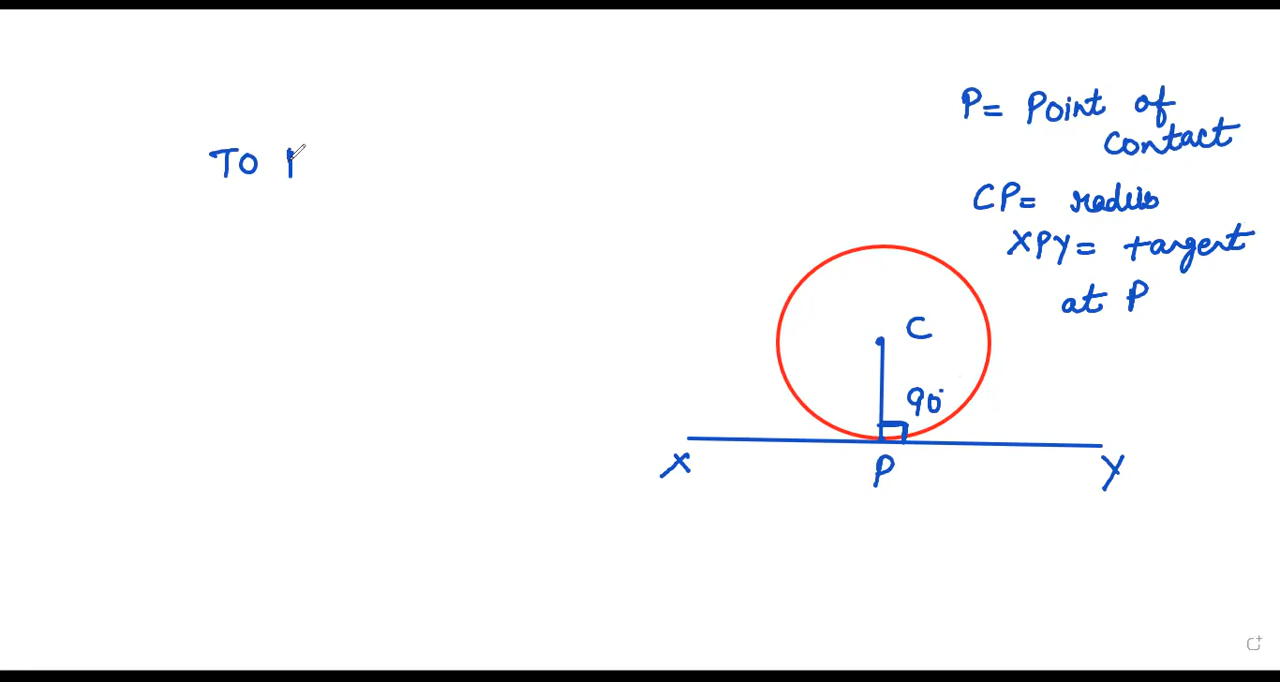 P= Point of
contact
TO P
CP= radius
XPY= tangent
at P
C
90°
X
P
Y